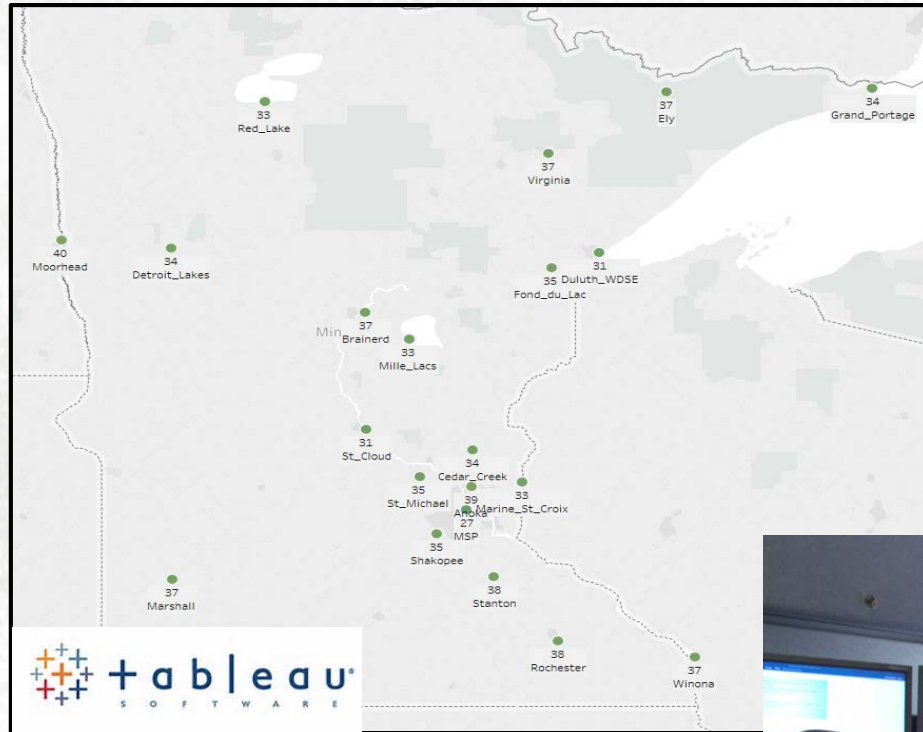 33
Red_Lake
37
Ely
34
Grand_Portage
37
Virginia
40
Moorhead
34
Detroit_Lakes
31
Duluth_WDSE
35
Fond_du_Lac
37
Brainerd
Min
33
Mille_Lacs
31
St_Cloud
34
Cedar_Creek
35
St_Michael
39
Anoka
33
Marine_St_Croix
27
MSP
35
Shakopee
38
Stanton
37
Marshall
38
Rochester
37
Winona
+ableau
SOFTWARE